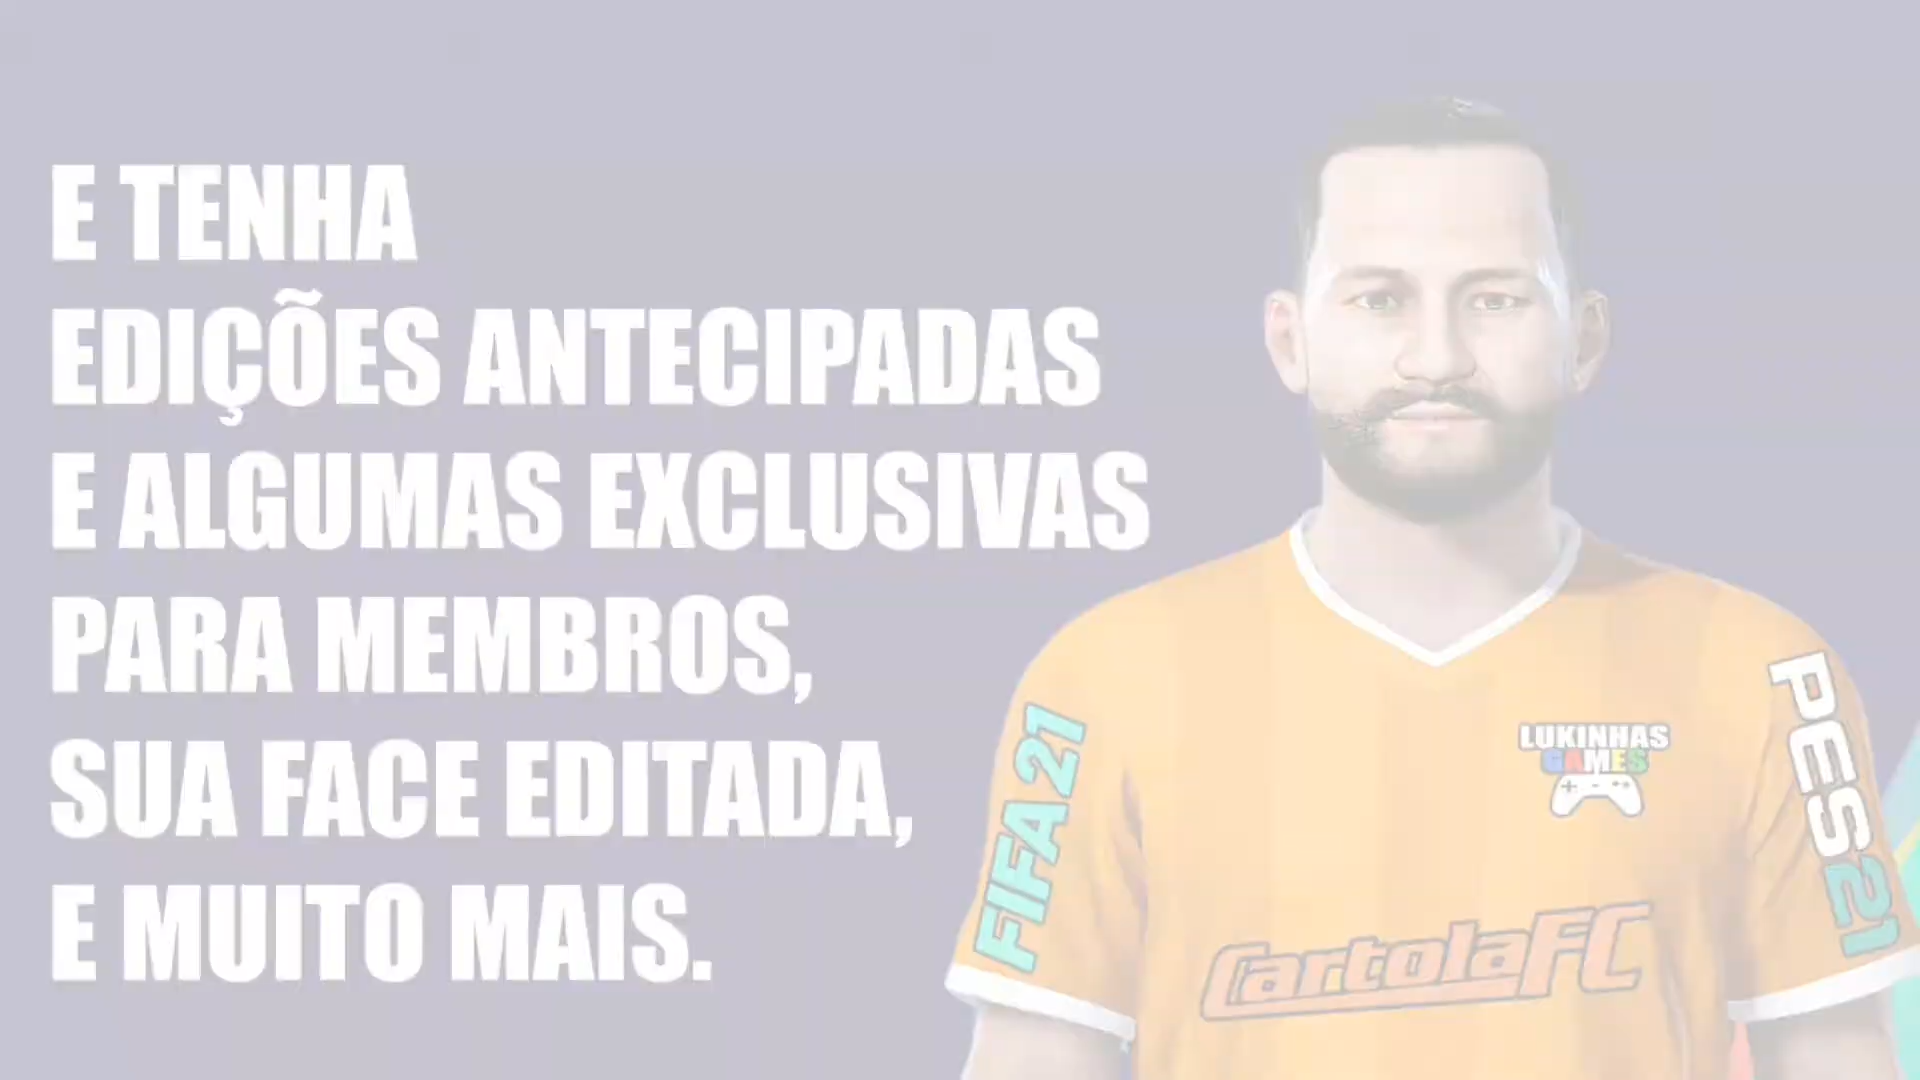 E TENHA
EDIÇÕES ANTECIPADAS
E ALGUMAS EXCLUSIVAS
PARA MEMBROS,
SUA FACE EDITADA,
E MUITO MAIS.
FIFA 21
LUKINHAS
GAMES
PES 21
CartolaFC